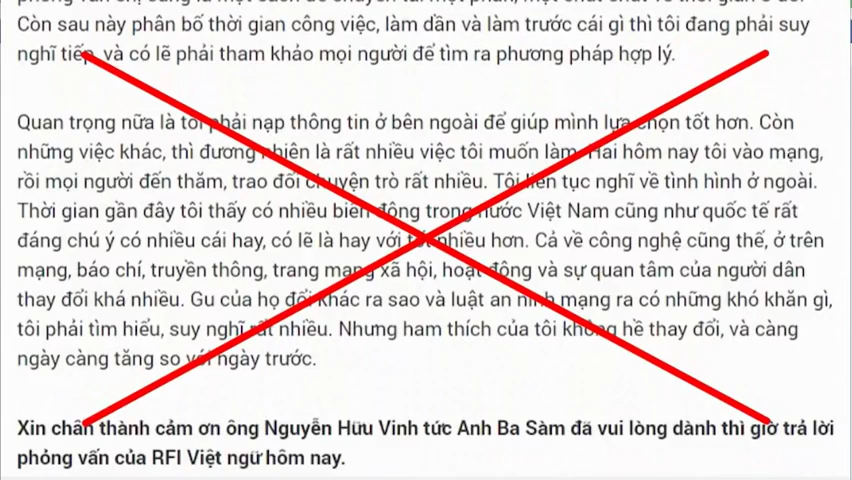 Còn sau này phân bố thời gian công việc, làm dần và làm trước cái gì thì tôi đang phải suy
nghĩ tiếp, và có lẽ phải tham khảo mọi người để tìm ra phương pháp hợp lý.
Quan trọng nữa là tôi phải nạp thông tin ở bên ngoài để giúp mình lựa chọn tốt hơn. Còn
những việc khác, thì đương nhiên là rất nhiều việc tôi muốn làm. Hai hôm nay tôi vào mạng,
rồi mọi người đến thăm, trao đổi chuyện trò rất nhiều. Tôi liên tục nghĩ về tình hình ở ngoài.
Thời gian gần đây tôi thấy có nhiều biến động trong nước Việt Nam cũng như quốc tế rất
đáng chú ý có nhiều cái hay, có lẽ là hay với tốt nhiều hơn. Cả về công nghệ cũng thế, ở trên
mạng, báo chí, truyền thông, trang mạng xã hội, hoạt động và sự quan tâm của người dân
thay đổi khá nhiều. Gu của họ đổi khác ra sao và luật an ninh mạng ra có những khó khăn gì,
tôi phải tìm hiểu, suy nghĩ rất nhiều. Nhưng ham thích của tôi không hề thay đổi, và càng
ngày càng tăng so với ngày trước.
Xin chân thành cảm ơn ông Nguyễn Hữu Vinh tức Anh Ba Sàm đã vui lòng dành thì giờ trả lời
phỏng vấn của RFI Việt ngữ hôm nay.